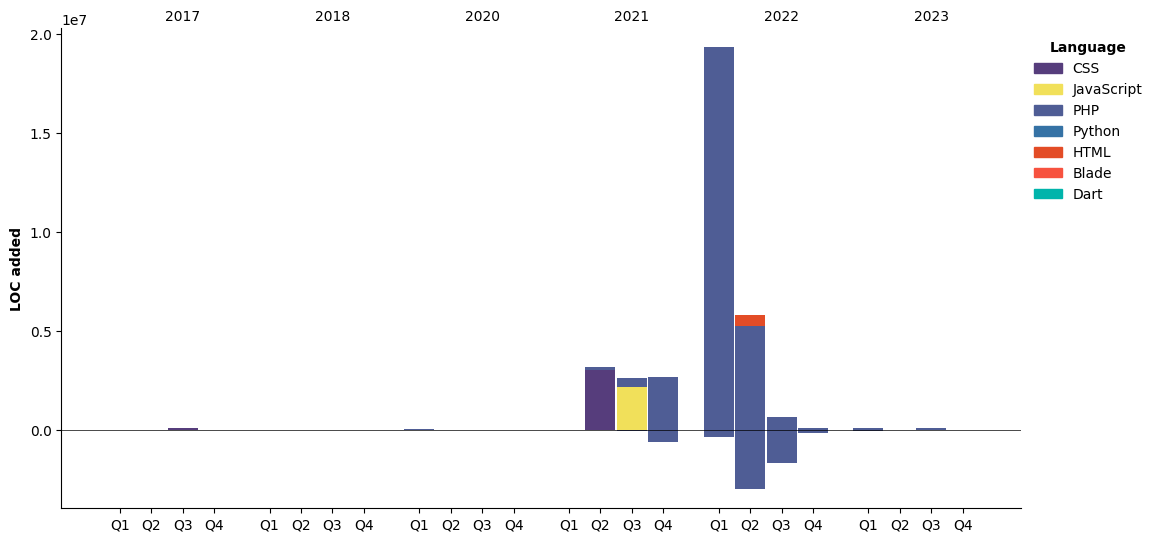 2017 2018 2020 2021 2022 2023
1e7
2.0
1.5
1.0
0.5
0.0
LOC added
Q1 Q2 Q3 Q4 Q1 Q2 Q3 Q4 Q1 Q2 Q3 Q4 Q1 Q2 Q3 Q4 Q1 Q2 Q3 Q4 Q1 Q2 Q3 Q4
Language
CSS
JavaScript
PHP
Python
HTML
Blade
Dart